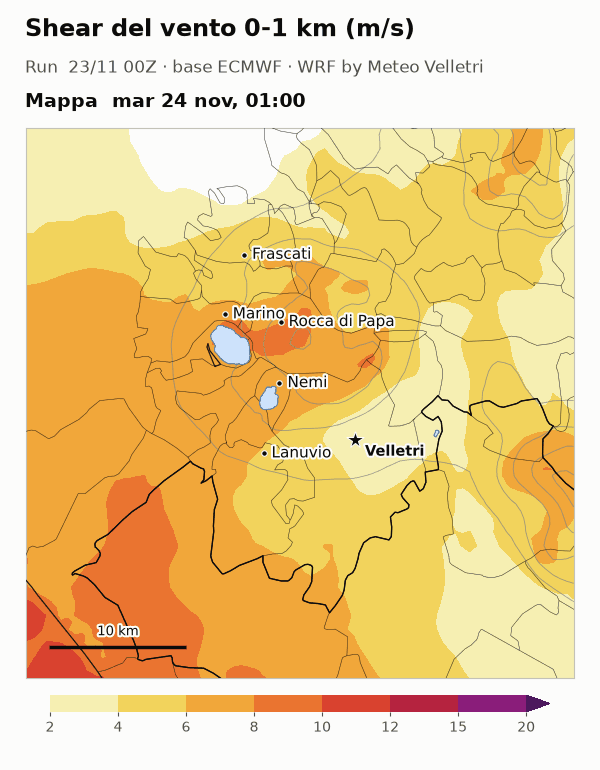 Shear del vento 0-1 km (m/s)
Run  23/11 00Z · base ECMWF · WRF by Meteo Velletri
Mappa  mar 24 nov, 01:00
Frascati
Marino
Rocca di Papa
Nemi
Velletri
Lanuvio
10 km
2 4 6 8 10 12 15 20